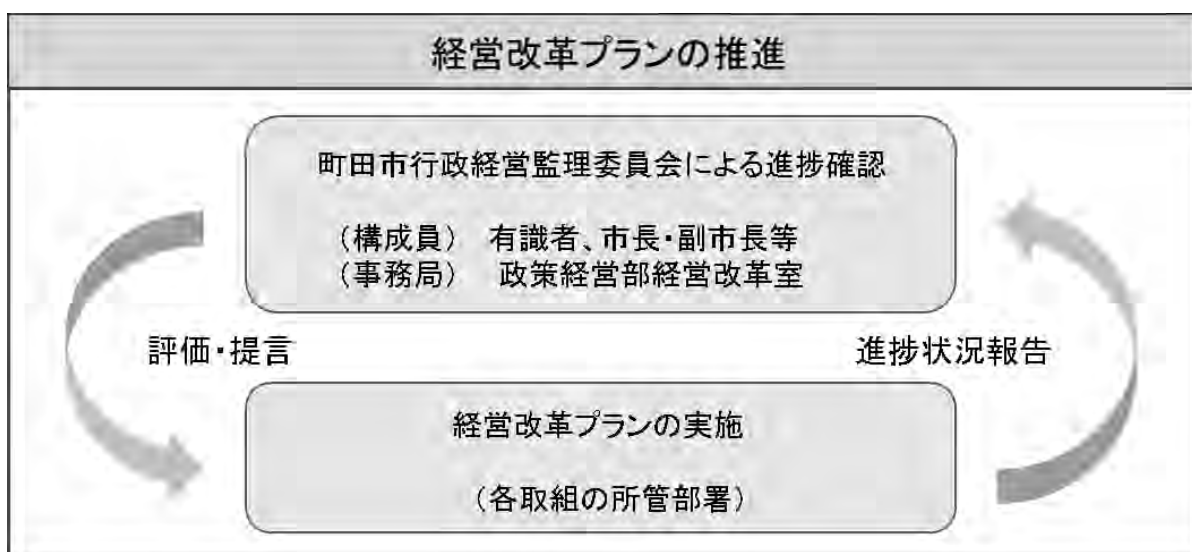 経営改革プランの推進
町田市行政経営監理委員会による進捗確認
（構成員） 有識者、市長・副市長等
（事務局） 政策経営部経営改革室
評価・提言
進捗状況報告
経営改革プランの実施
（各取組の所管部署）